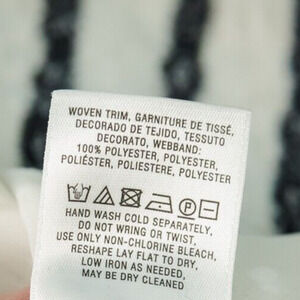 WOVEN TRIM, GARNITURE DE TISSÉ,
DECORADO DE TEJIDO, TESSUTO
DECORATO, WEBBAND:
100% POLYESTER, POLYESTER,
POLIÉSTER, POLIESTERE, POLYESTER
HAND WASH COLD SEPARATELY,
DO NOT WRING OR TWIST,
USE ONLY NON-CHLORINE BLEACH,
RESHAPE LAY FLAT TO DRY,
LOW IRON AS NEEDED,
MAY BE DRY CLEANED